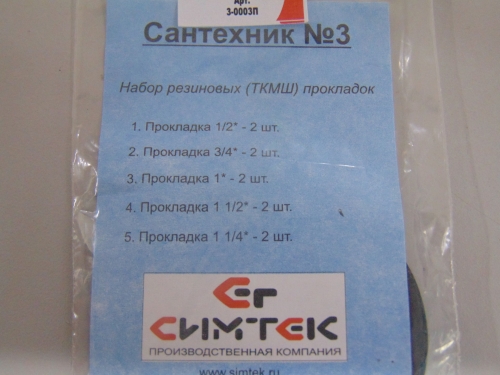 Арт.
3-0003П
Сантехник №3
Набор резиновых (ТКМШ) прокладок
1. Прокладка 1/2* - 2 шт.
2. Прокладка 3/4* - 2 шт.
3. Прокладка 1* - 2 шт.
4. Прокладка 1 1/2* - 2 шт.
5. Прокладка 1 1/4* - 2 шт.
СИМТЕК
ПРОИЗВОДСТВЕННАЯ КОМПАНИЯ
www.simtek.ru